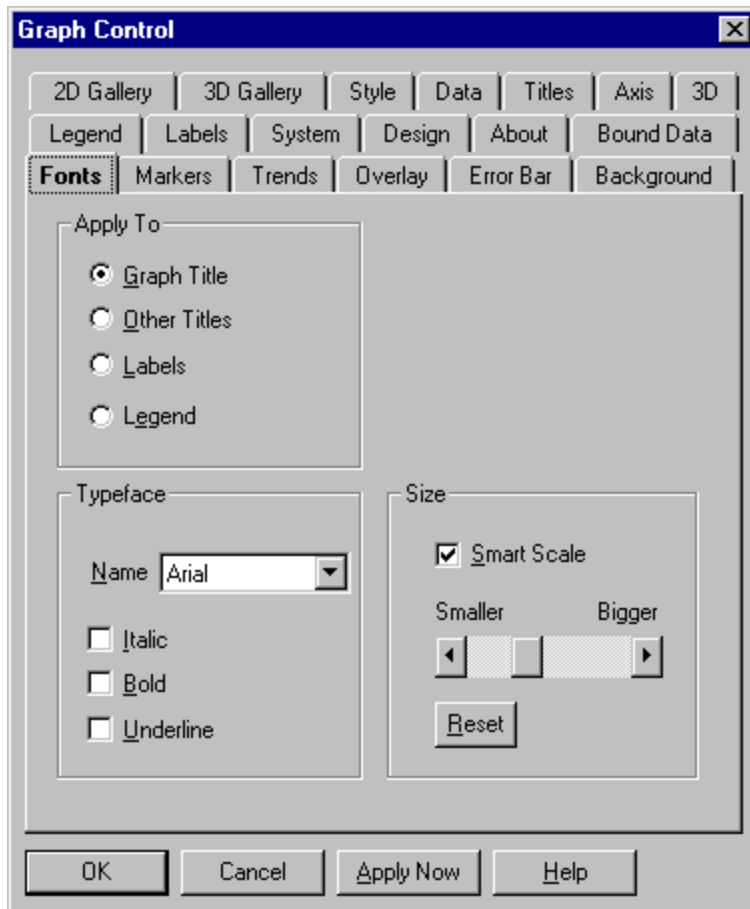 Graph Control
2D Gallery 3D Gallery Style Data Titles Axis 3D
Legend Labels System Design About Bound Data
Fonts Markers Trends Overlay Error Bar Background
Apply To
Graph Title
Other Titles
Labels
Legend
Typeface
Name Arial
Italic
Bold
Underline
Size
Smart Scale
Smaller Bigger
Reset
OK Cancel Apply Now Help